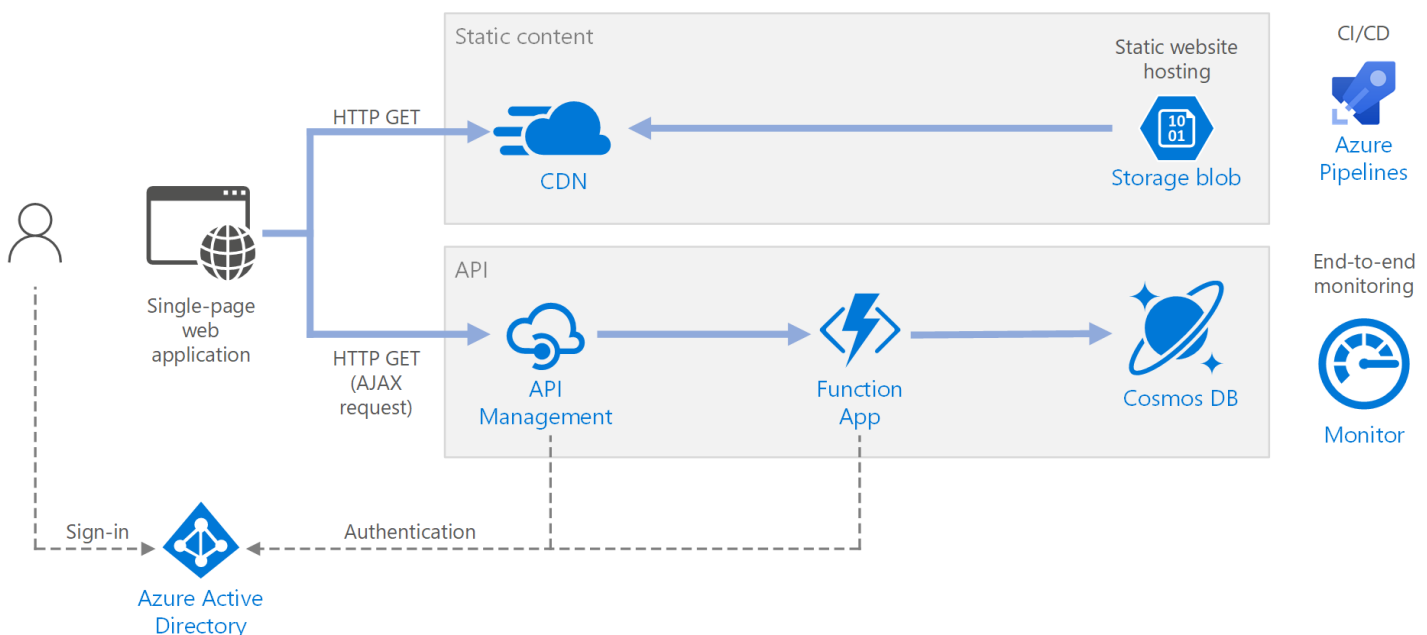 Static content
Static website
hosting
CI/CD
HTTP GET
10
01
CDN
Storage blob
Azure
Pipelines
API
End-to-end
monitoring
Single-page
web
application
HTTP GET
(AJAX
request)
API
Management
Function
App
Cosmos DB
Monitor
Sign-in
Authentication
Azure Active
Directory